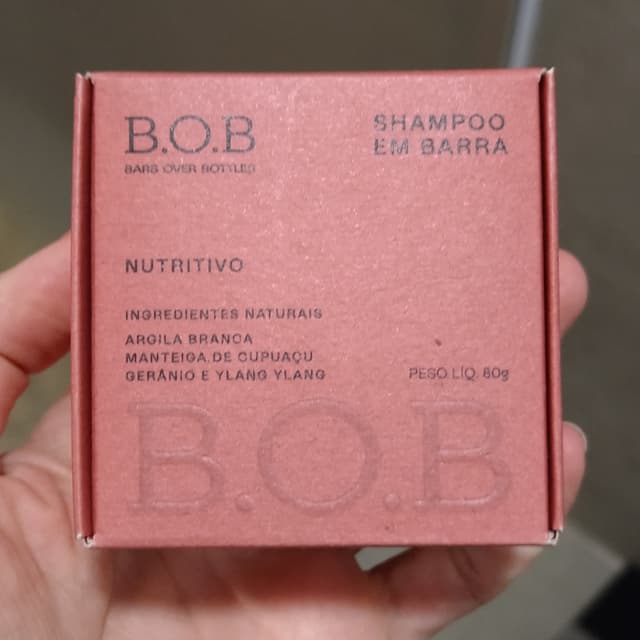 B.O.B
BARS OVER BOTTLES
SHAMPOO
EM BARRA
NUTRITIVO
INGREDIENTES NATURAIS
ARGILA BRANCA
MANTEIGA DE CUPUAÇU
GERÂNIO E YLANG YLANG
PESO LÍQ. 80g
B.O.B